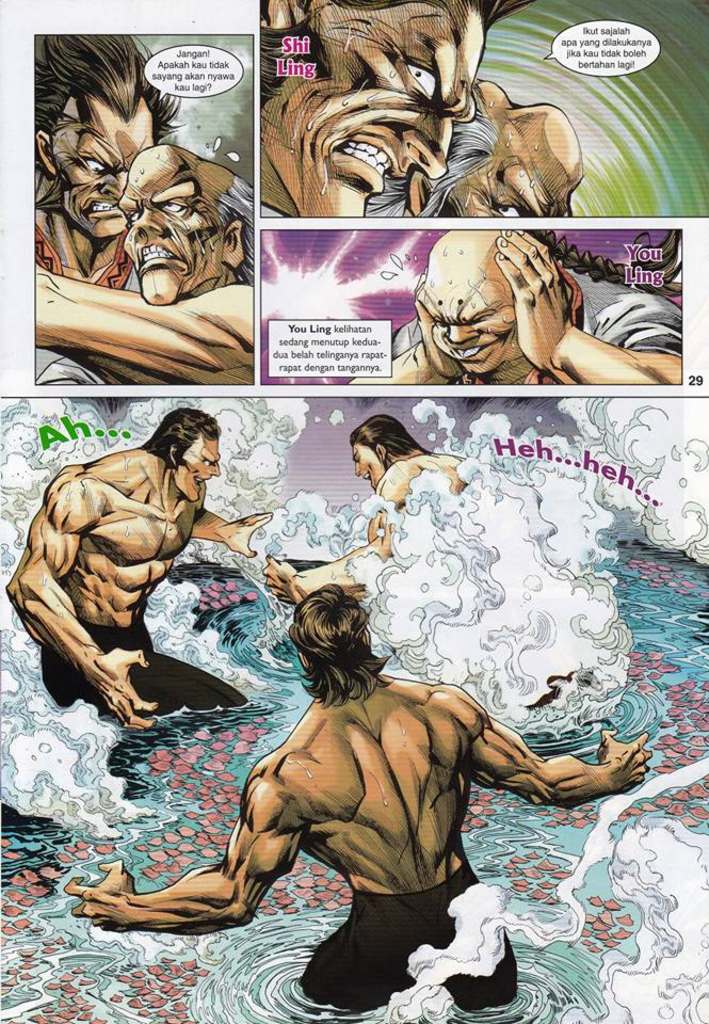 Jangan!
Apakah kau tidak
sayang akan nyawa
kau lagi?
Shi
Ling
Ikut sajalah
apa yang dilakukanya
jika kau tidak boleh
bertahan lagi!
You
Ling
You Ling kelihatan
sedang menutup kedua-
dua belah telinganya rapat-
rapat dengan tangannya.
29
Ah...
Heh...heh...